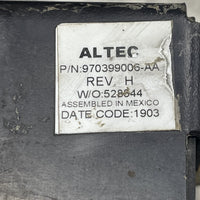 ALTEC
P/N:970399006-AA
REV. H
W/O:528644
ASSEMBLED IN MEXICO
DATE CODE:1903